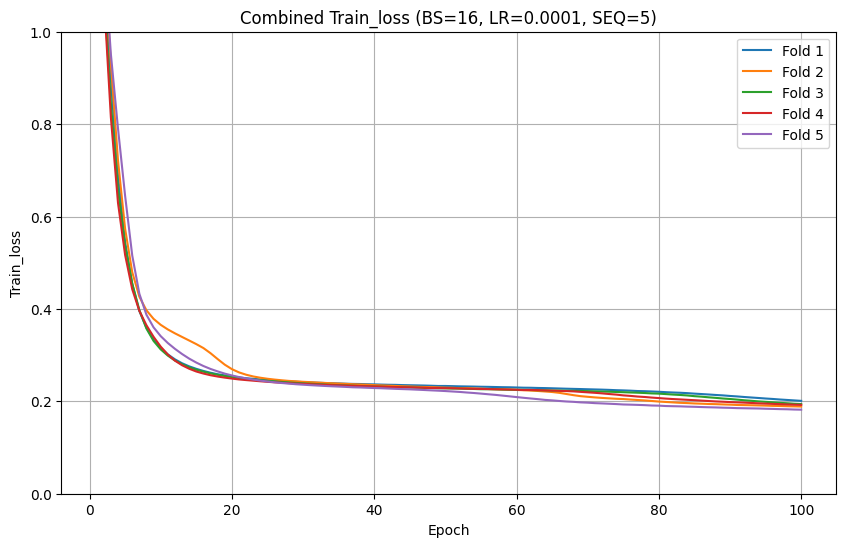 Combined Train_loss (BS=16, LR=0.0001, SEQ=5)
1.0
0.8
0.6
0.4
0.2
0.0
Train_loss
0 20 40 60 80 100
Epoch
Fold 1
Fold 2
Fold 3
Fold 4
Fold 5